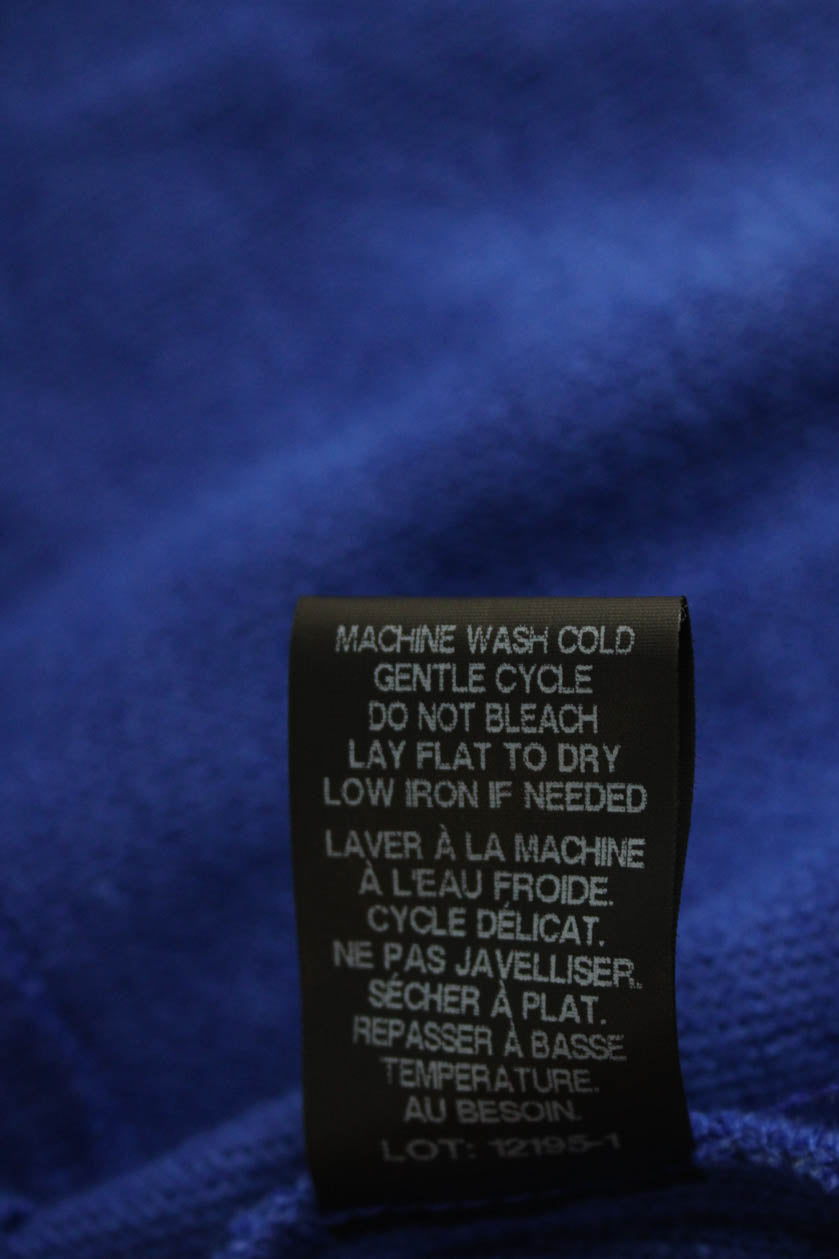 MACHINE WASH COLD
GENTLE CYCLE
DO NOT BLEACH
LAY FLAT TO DRY
LOW IRON IF NEEDED
LAVER À LA MACHINE
À L'EAU FROIDE.
CYCLE DÉLICAT.
NE PAS JAVELLISER.
SÉCHER À PLAT.
REPASSER À BASSE
TEMPERATURE.
AU BESOIN.
LOT: 12195-1